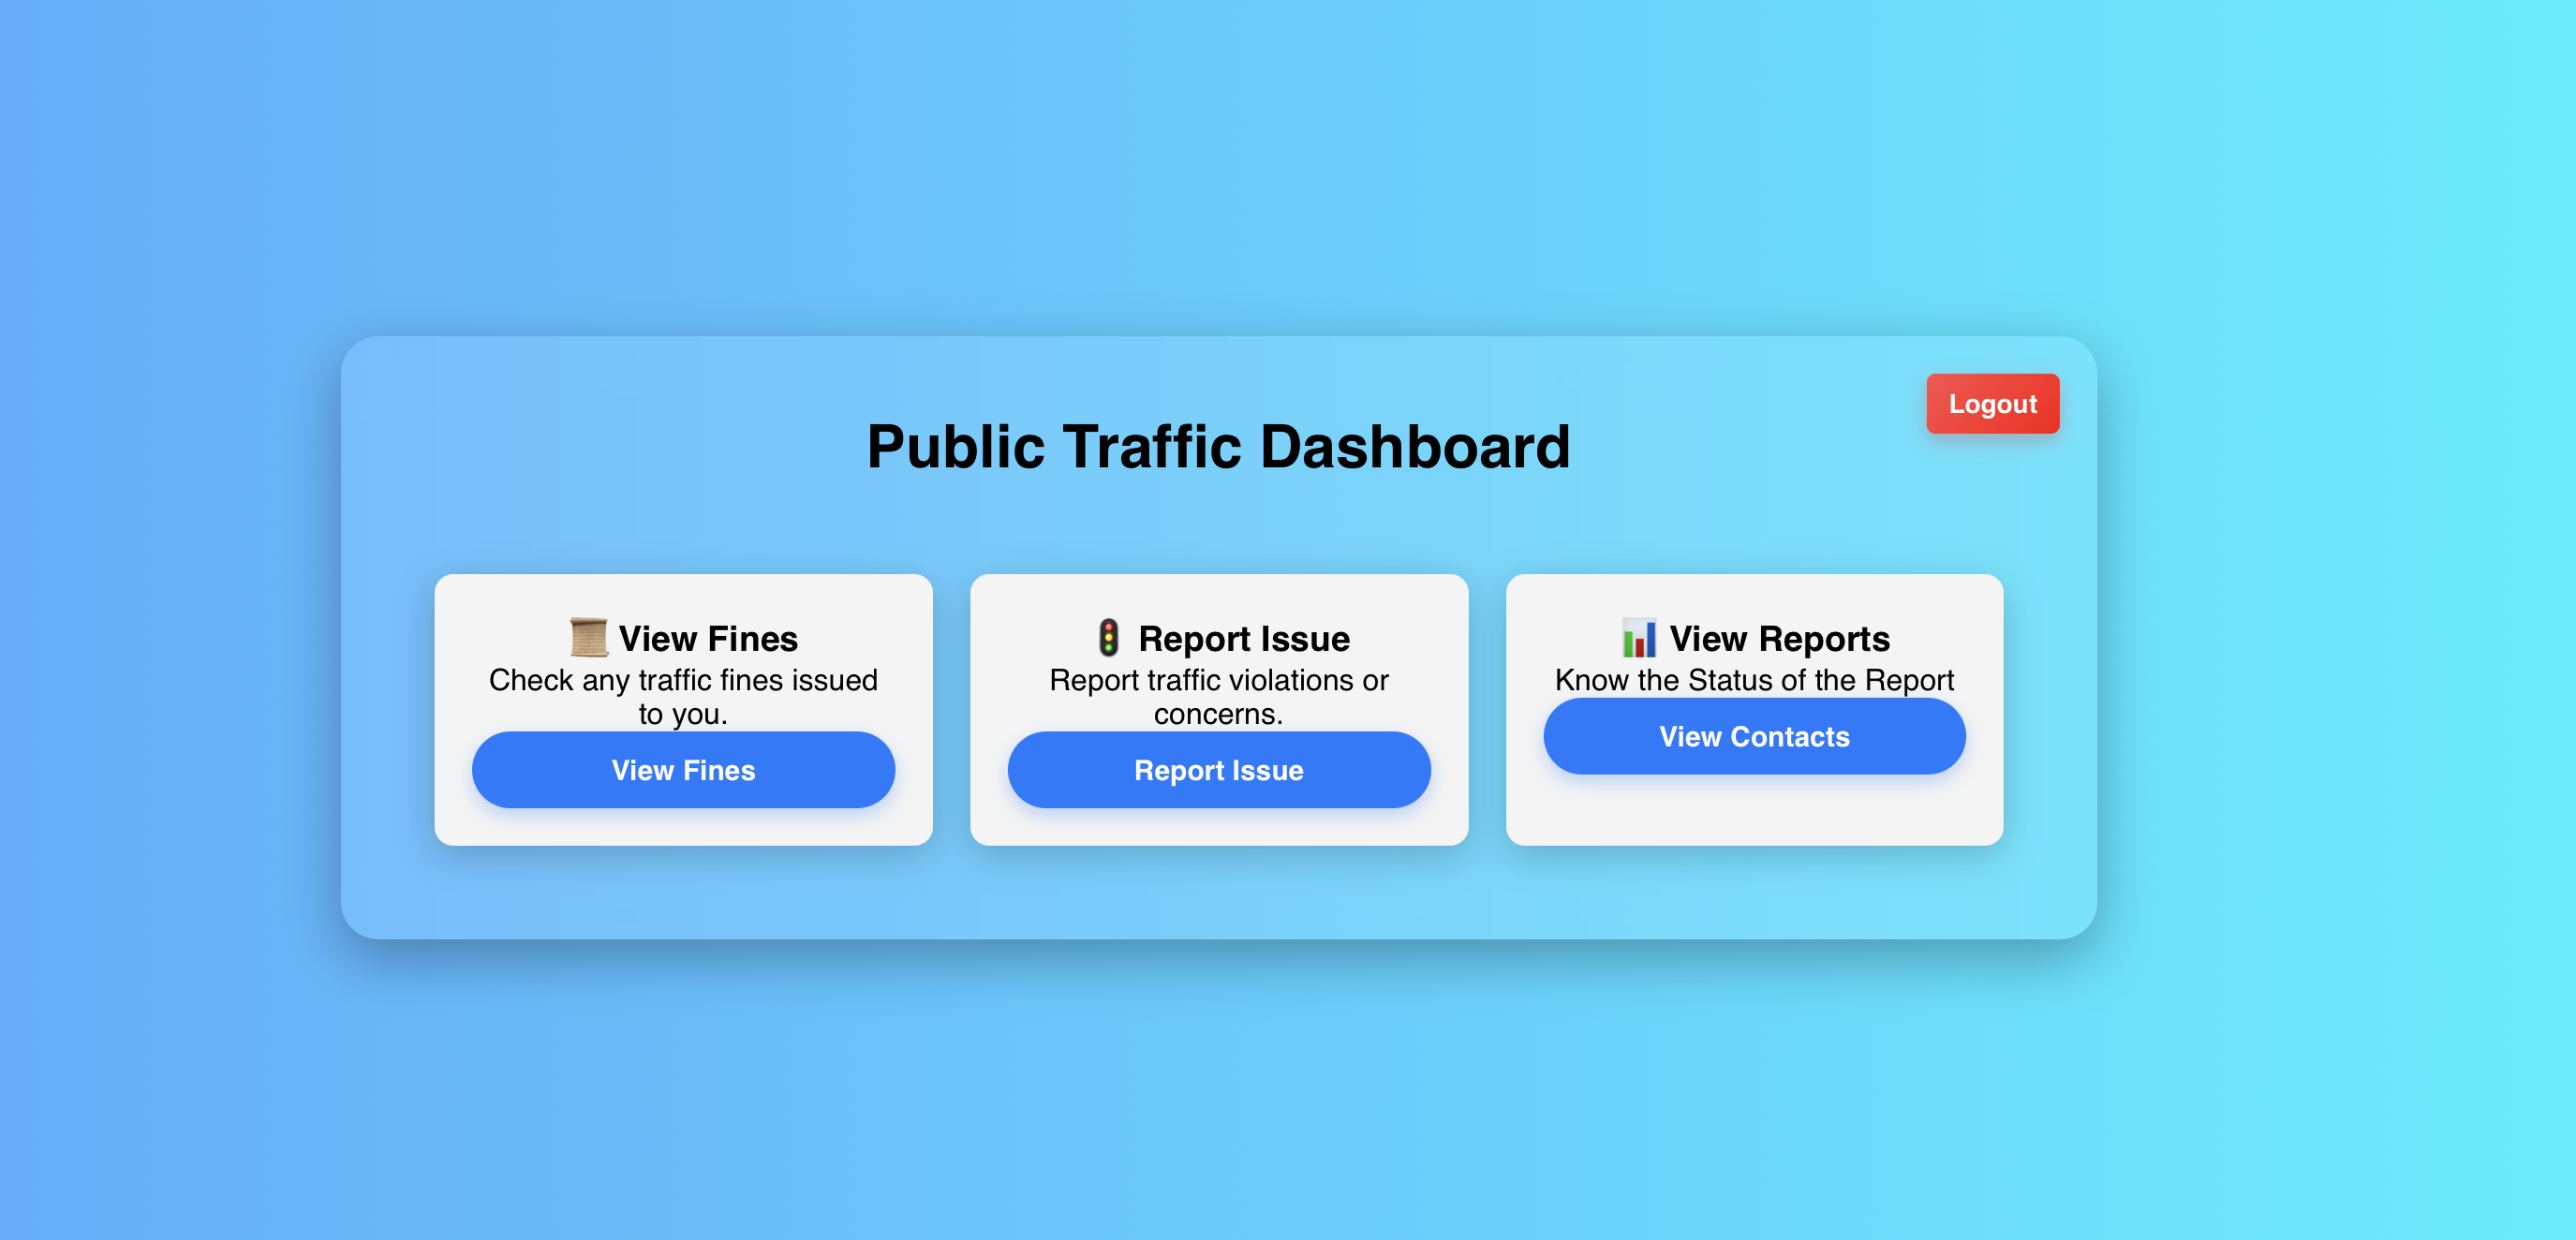 Logout
Public Traffic Dashboard
View Fines
Check any traffic fines issued
to you.
View Fines
Report Issue
Report traffic violations or
concerns.
Report Issue
View Reports
Know the Status of the Report
View Contacts